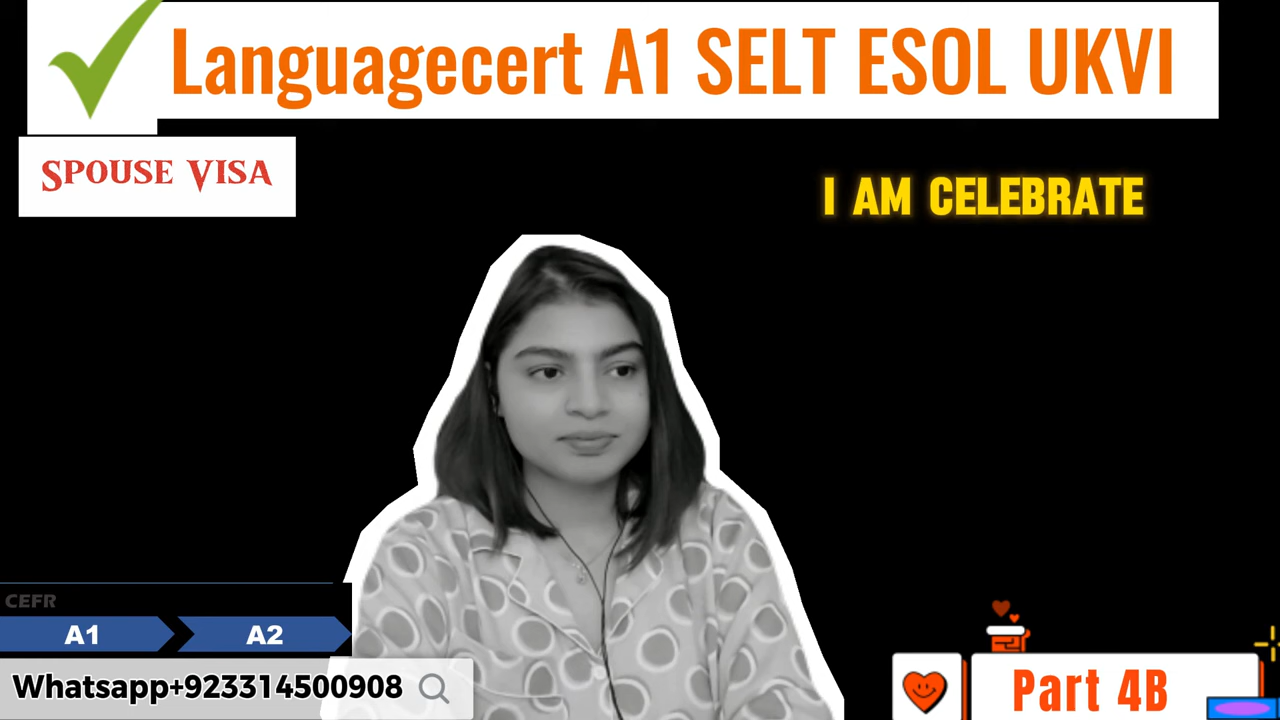 Languagecert A1 SELT ESOL UKVI
SPOUSE VISA
I AM CELEBRATE
CEFR
A1
A2
Whatsapp+923314500908
Part 4B